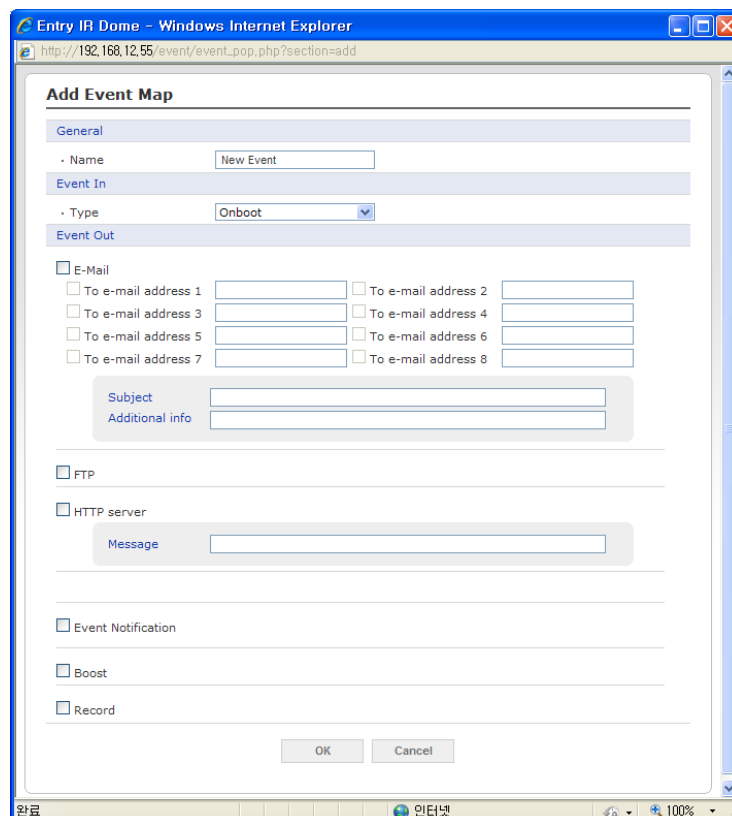 Entry IR Dome - Windows Internet Explorer
http://192,168,12,55/event/event_pop,php?section=add
Add Event Map
General
· Name New Event
Event In
· Type Onboot
Event Out
E-Mail
To e-mail address 1 To e-mail address 2
To e-mail address 3 To e-mail address 4
To e-mail address 5 To e-mail address 6
To e-mail address 7 To e-mail address 8
Subject
Additional info
FTP
HTTP server
Message
Event Notification
Boost
Record
OK Cancel
완료 인터넷 100%